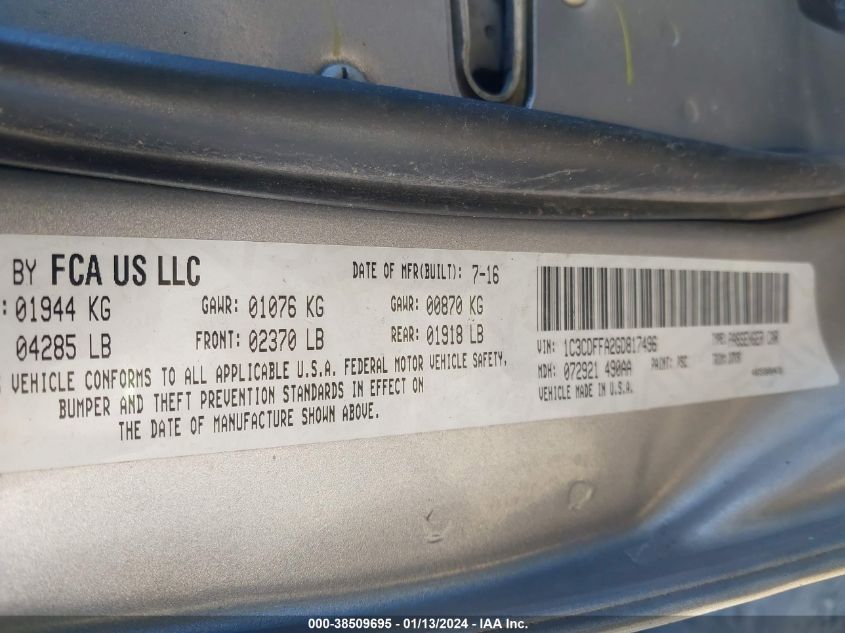 BY FCA US LLC
DATE OF MFR(BUILT): 7-16
: 01944 KG GAWR: 01076 KG GAWR: 00870 KG
04285 LB FRONT: 02370 LB REAR: 01918 LB
VEHICLE CONFORMS TO ALL APPLICABLE U.S.A. FEDERAL MOTOR VEHICLE SAFETY,
BUMPER AND THEFT PREVENTION STANDARDS IN EFFECT ON
THE DATE OF MANUFACTURE SHOWN ABOVE.
VIN: 1C3CDFFA2GD817496 TYPE: PASSENGER CAR
MDH: 072921 490AA PAINT: PSC
VEHICLE MADE IN U.S.A.
000-38509695 - 01/13/2024 - IAA Inc.